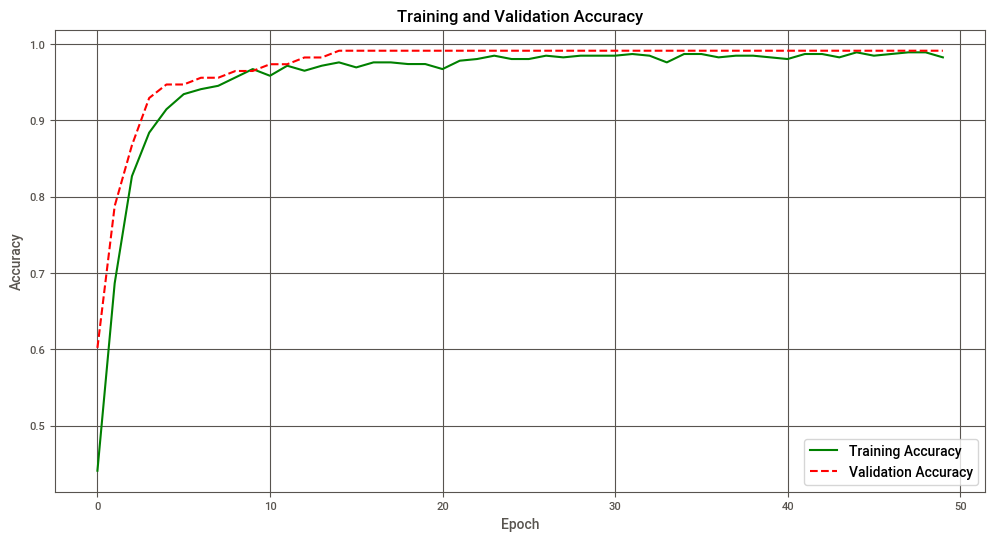 Training and Validation Accuracy
1.0
0.9
0.8
0.7
0.6
0.5
Accuracy
0 10 20 30 40 50
Epoch
Training Accuracy
Validation Accuracy